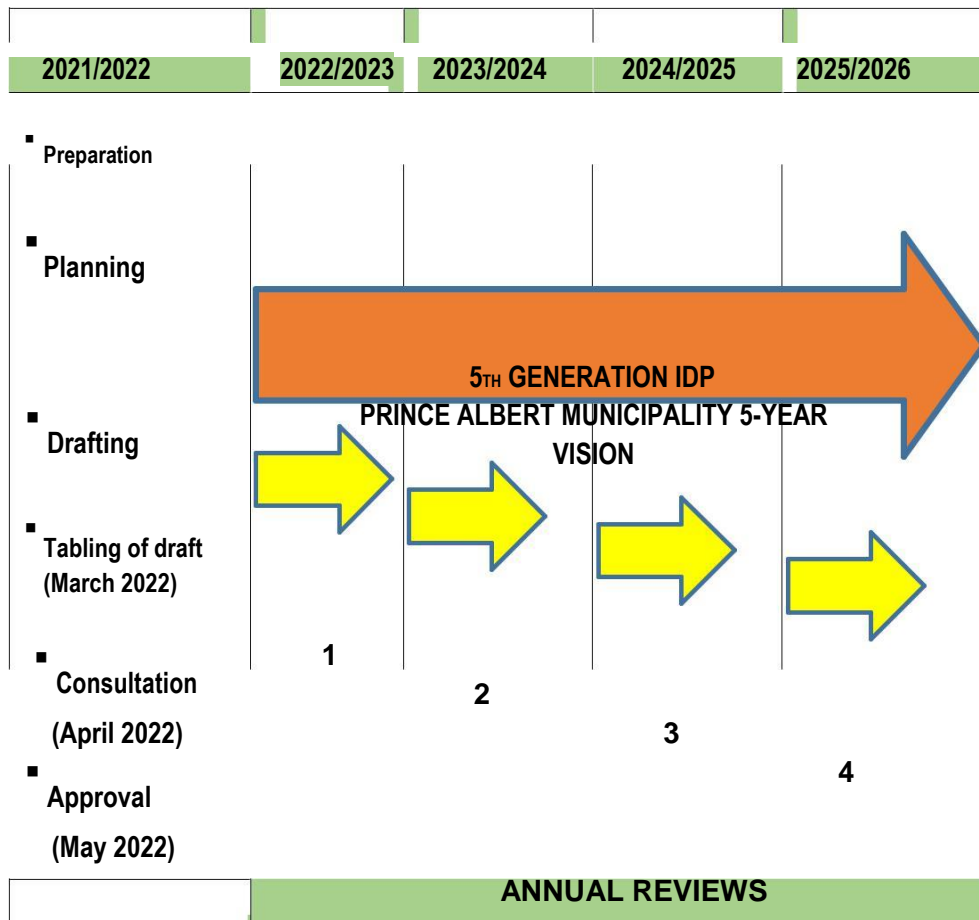 2021/2022 2022/2023 2023/2024 2024/2025 2025/2026
▪ Preparation
▪ Planning
5TH GENERATION IDP
PRINCE ALBERT MUNICIPALITY 5-YEAR
VISION
▪ Drafting
▪ Tabling of draft
(March 2022)
1
▪ Consultation
2
(April 2022)
3
4
▪ Approval
(May 2022)
ANNUAL REVIEWS